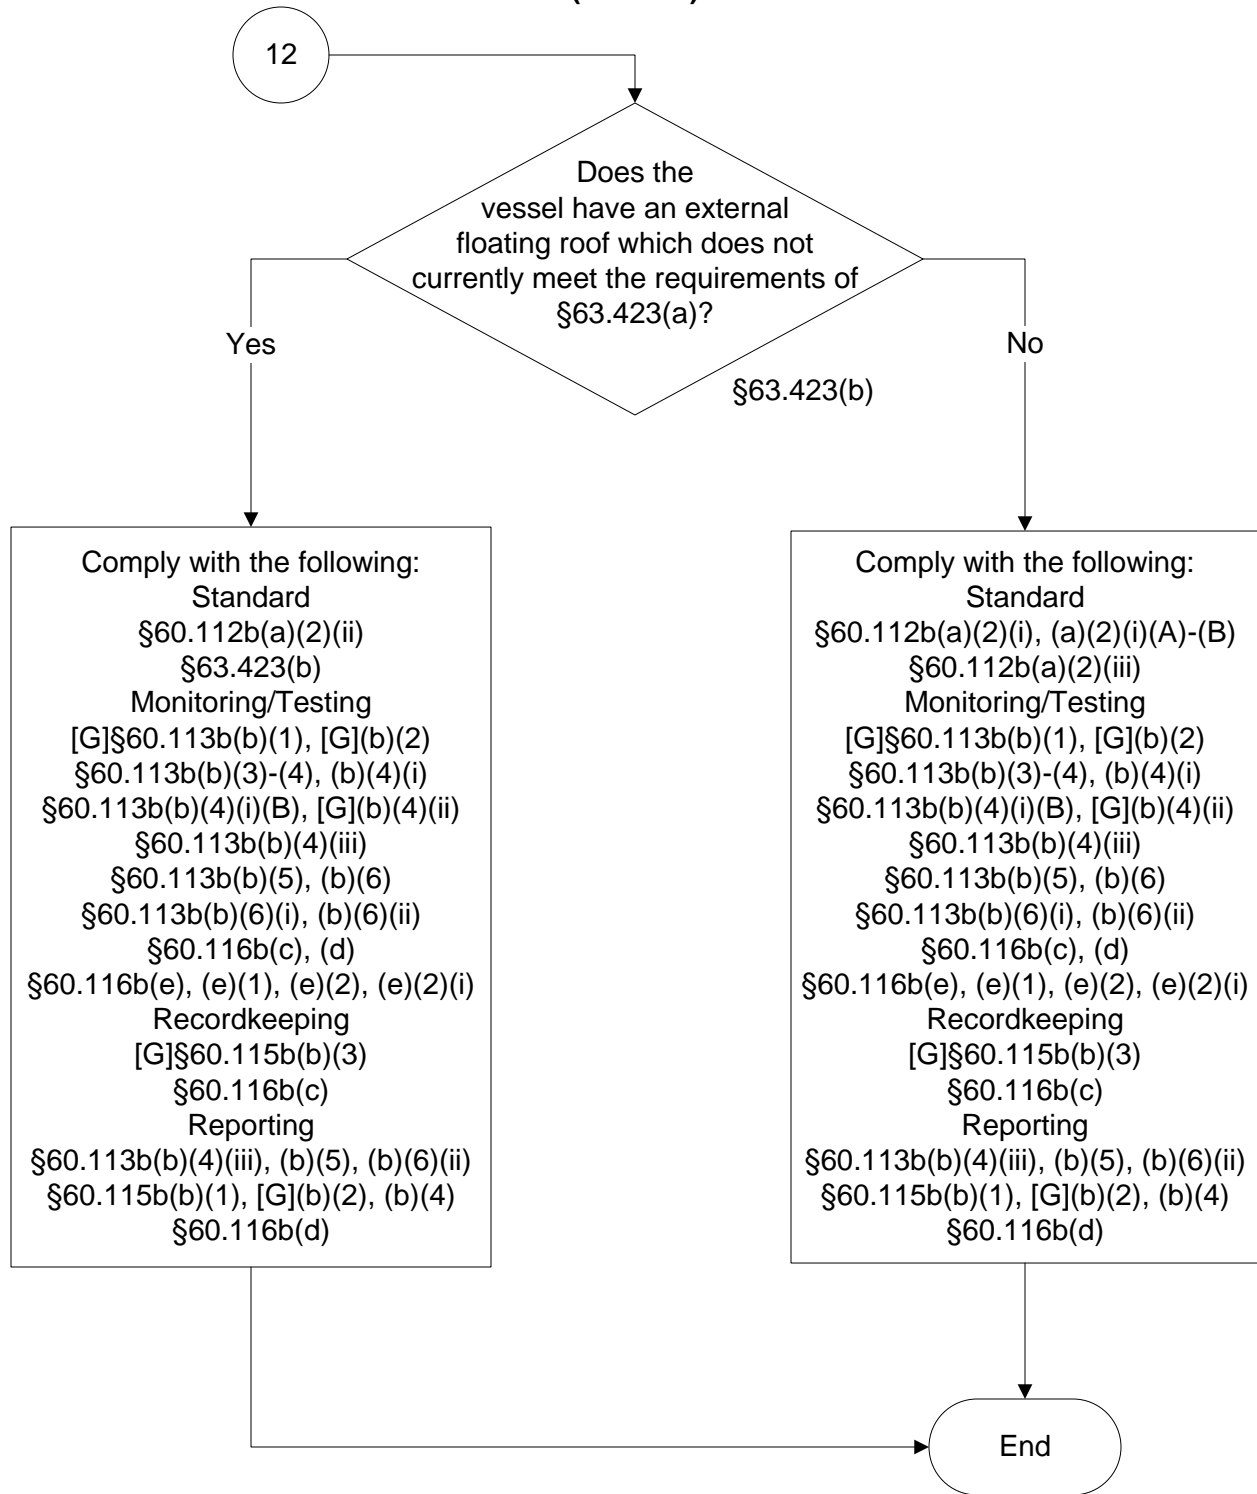 12
Does the
vessel have an external
floating roof which does not
currently meet the requirements of
§63.423(a)?
Yes
No
§63.423(b)
Comply with the following:
Standard
§60.112b(a)(2)(ii)
§63.423(b)
Monitoring/Testing
[G]§60.113b(b)(1), [G](b)(2)
§60.113b(b)(3)-(4), (b)(4)(i)
§60.113b(b)(4)(i)(B), [G](b)(4)(ii)
§60.113b(b)(4)(iii)
§60.113b(b)(5), (b)(6)
§60.113b(b)(6)(i), (b)(6)(ii)
§60.116b(c), (d)
§60.116b(e), (e)(1), (e)(2), (e)(2)(i)
Recordkeeping
[G]§60.115b(b)(3)
§60.116b(c)
Reporting
§60.113b(b)(4)(iii), (b)(5), (b)(6)(ii)
§60.115b(b)(1), [G](b)(2), (b)(4)
§60.116b(d)
Comply with the following:
Standard
§60.112b(a)(2)(i), (a)(2)(i)(A)-(B)
§60.112b(a)(2)(iii)
Monitoring/Testing
[G]§60.113b(b)(1), [G](b)(2)
§60.113b(b)(3)-(4), (b)(4)(i)
§60.113b(b)(4)(i)(B), [G](b)(4)(ii)
§60.113b(b)(4)(iii)
§60.113b(b)(5), (b)(6)
§60.113b(b)(6)(i), (b)(6)(ii)
§60.116b(c), (d)
§60.116b(e), (e)(1), (e)(2), (e)(2)(i)
Recordkeeping
[G]§60.115b(b)(3)
§60.116b(c)
Reporting
§60.113b(b)(4)(iii), (b)(5), (b)(6)(ii)
§60.115b(b)(1), [G](b)(2), (b)(4)
§60.116b(d)
End